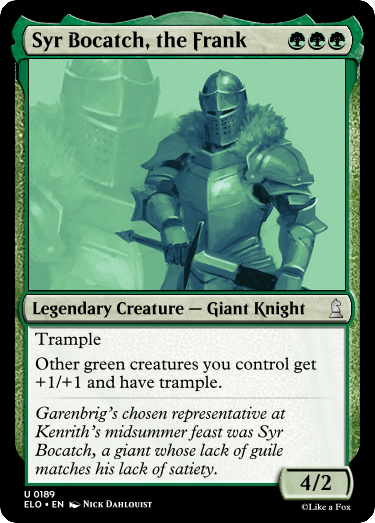 Syr Bocatch, the Frank
Legendary Creature — Giant Knight
Trample
Other green creatures you control get
+1/+1 and have trample.
Garenbrig's chosen representative at
Kenrith's midsummer feast was Syr
Bocatch, a giant whose lack of guile
matches his lack of satiety.
4/2
U 0189
ELO • EN Nick Dahlquist
©Like a Fox